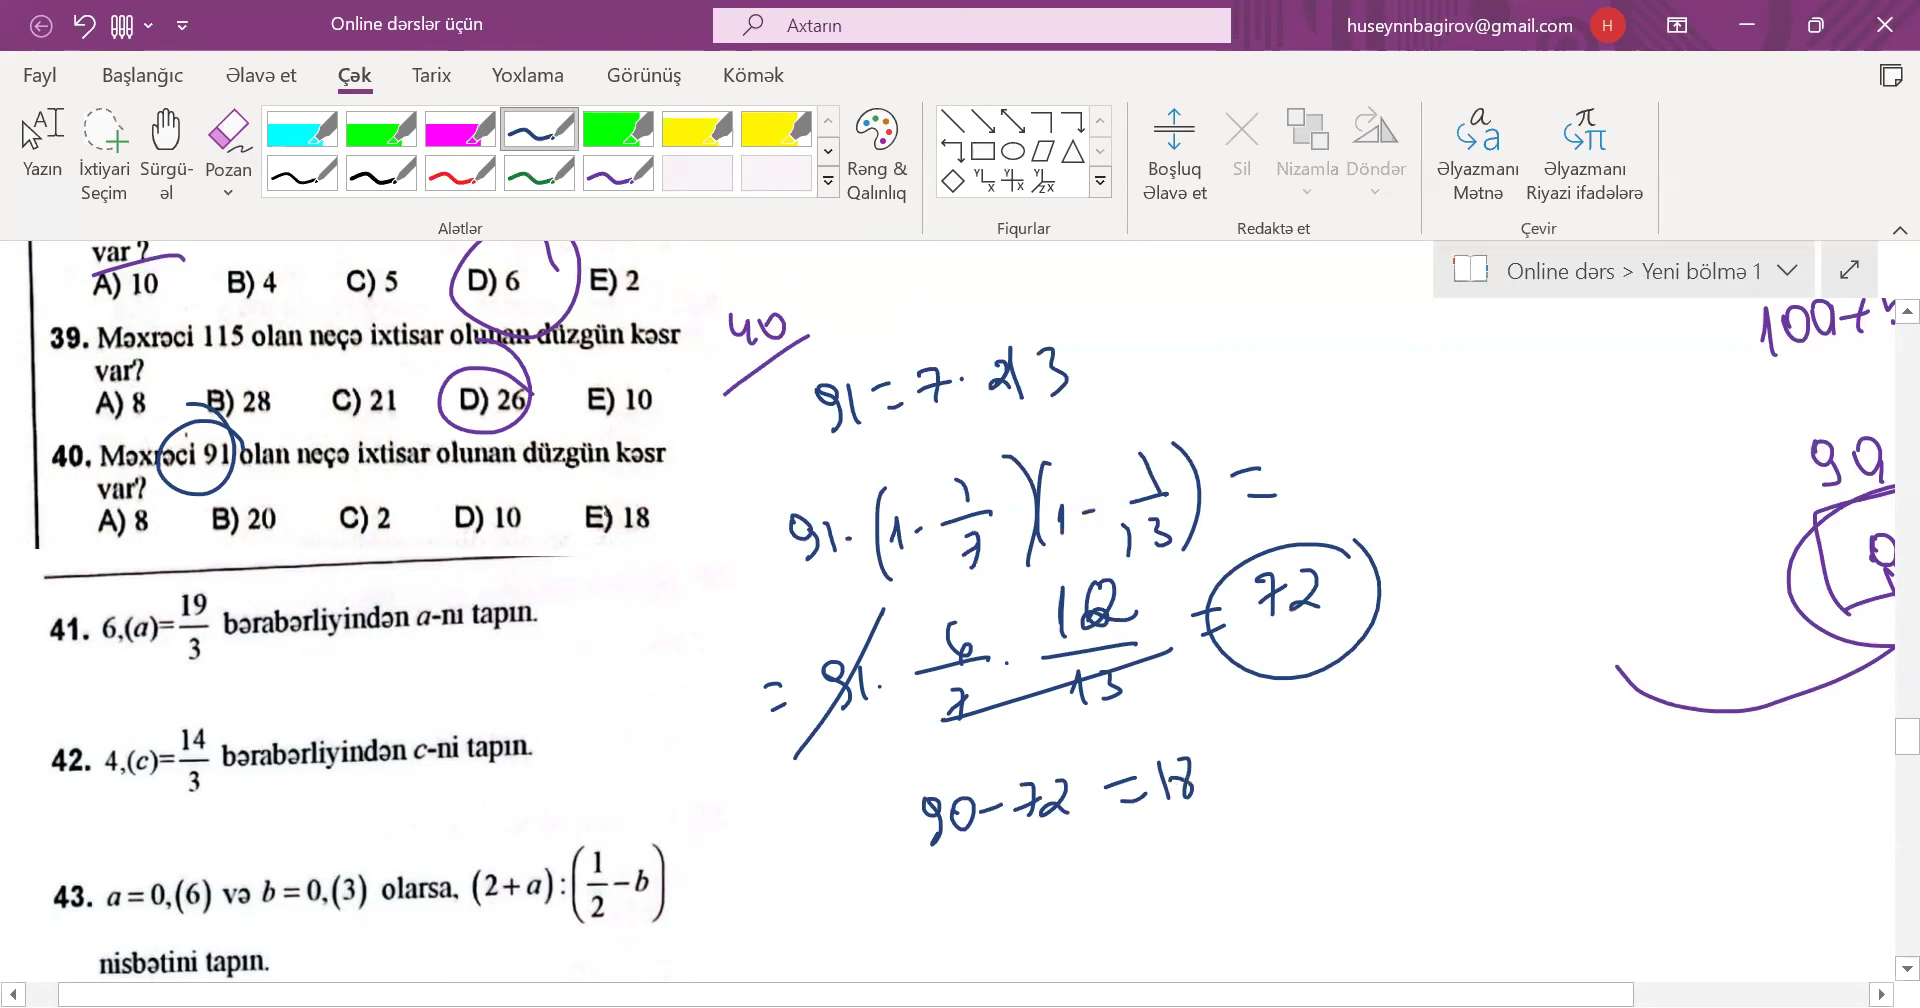 Online dərslər üçün
Axtarın
huseynnbagirov@gmail.com
H
Fayl Başlanğıc Əlavə et Çək Tarix Yoxlama Görünüş Kömək
Yazın
İxtiyari Seçim
Sürgü-əl
Pozan
Rəng & Qalınlıq
Boşluq Əlavə et
Sil
Nizamla
Döndər
Əlyazmanı Mətnə
Əlyazmanı Riyazi ifadələrə
Alətlər
Fiqurlar
Redaktə et
Çevir
Online dərs > Yeni bölmə 1
var ?
A) 10 B) 4 C) 5 D) 6 E) 2
39. Məxrəci 115 olan neçə ixtisar olunan düzgün kəsr
var?
A) 8 B) 28 C) 21 D) 26 E) 10
40. Məxrəci 91 olan neçə ixtisar olunan düzgün kəsr
var?
A) 8 B) 20 C) 2 D) 10 E) 18
41. 6,(a)=19/3 bərabərliyindən a-nı tapın.
42. 4,(c)=14/3 bərabərliyindən c-ni tapın.
43. a=0,(6) və b=0,(3) olarsa, (2+a):(1/2−b)
nisbətini tapın.
40
91=7·13
91·(1-1/7)(1-1/13)=
=91·6/7·12/13=72
90-72=18